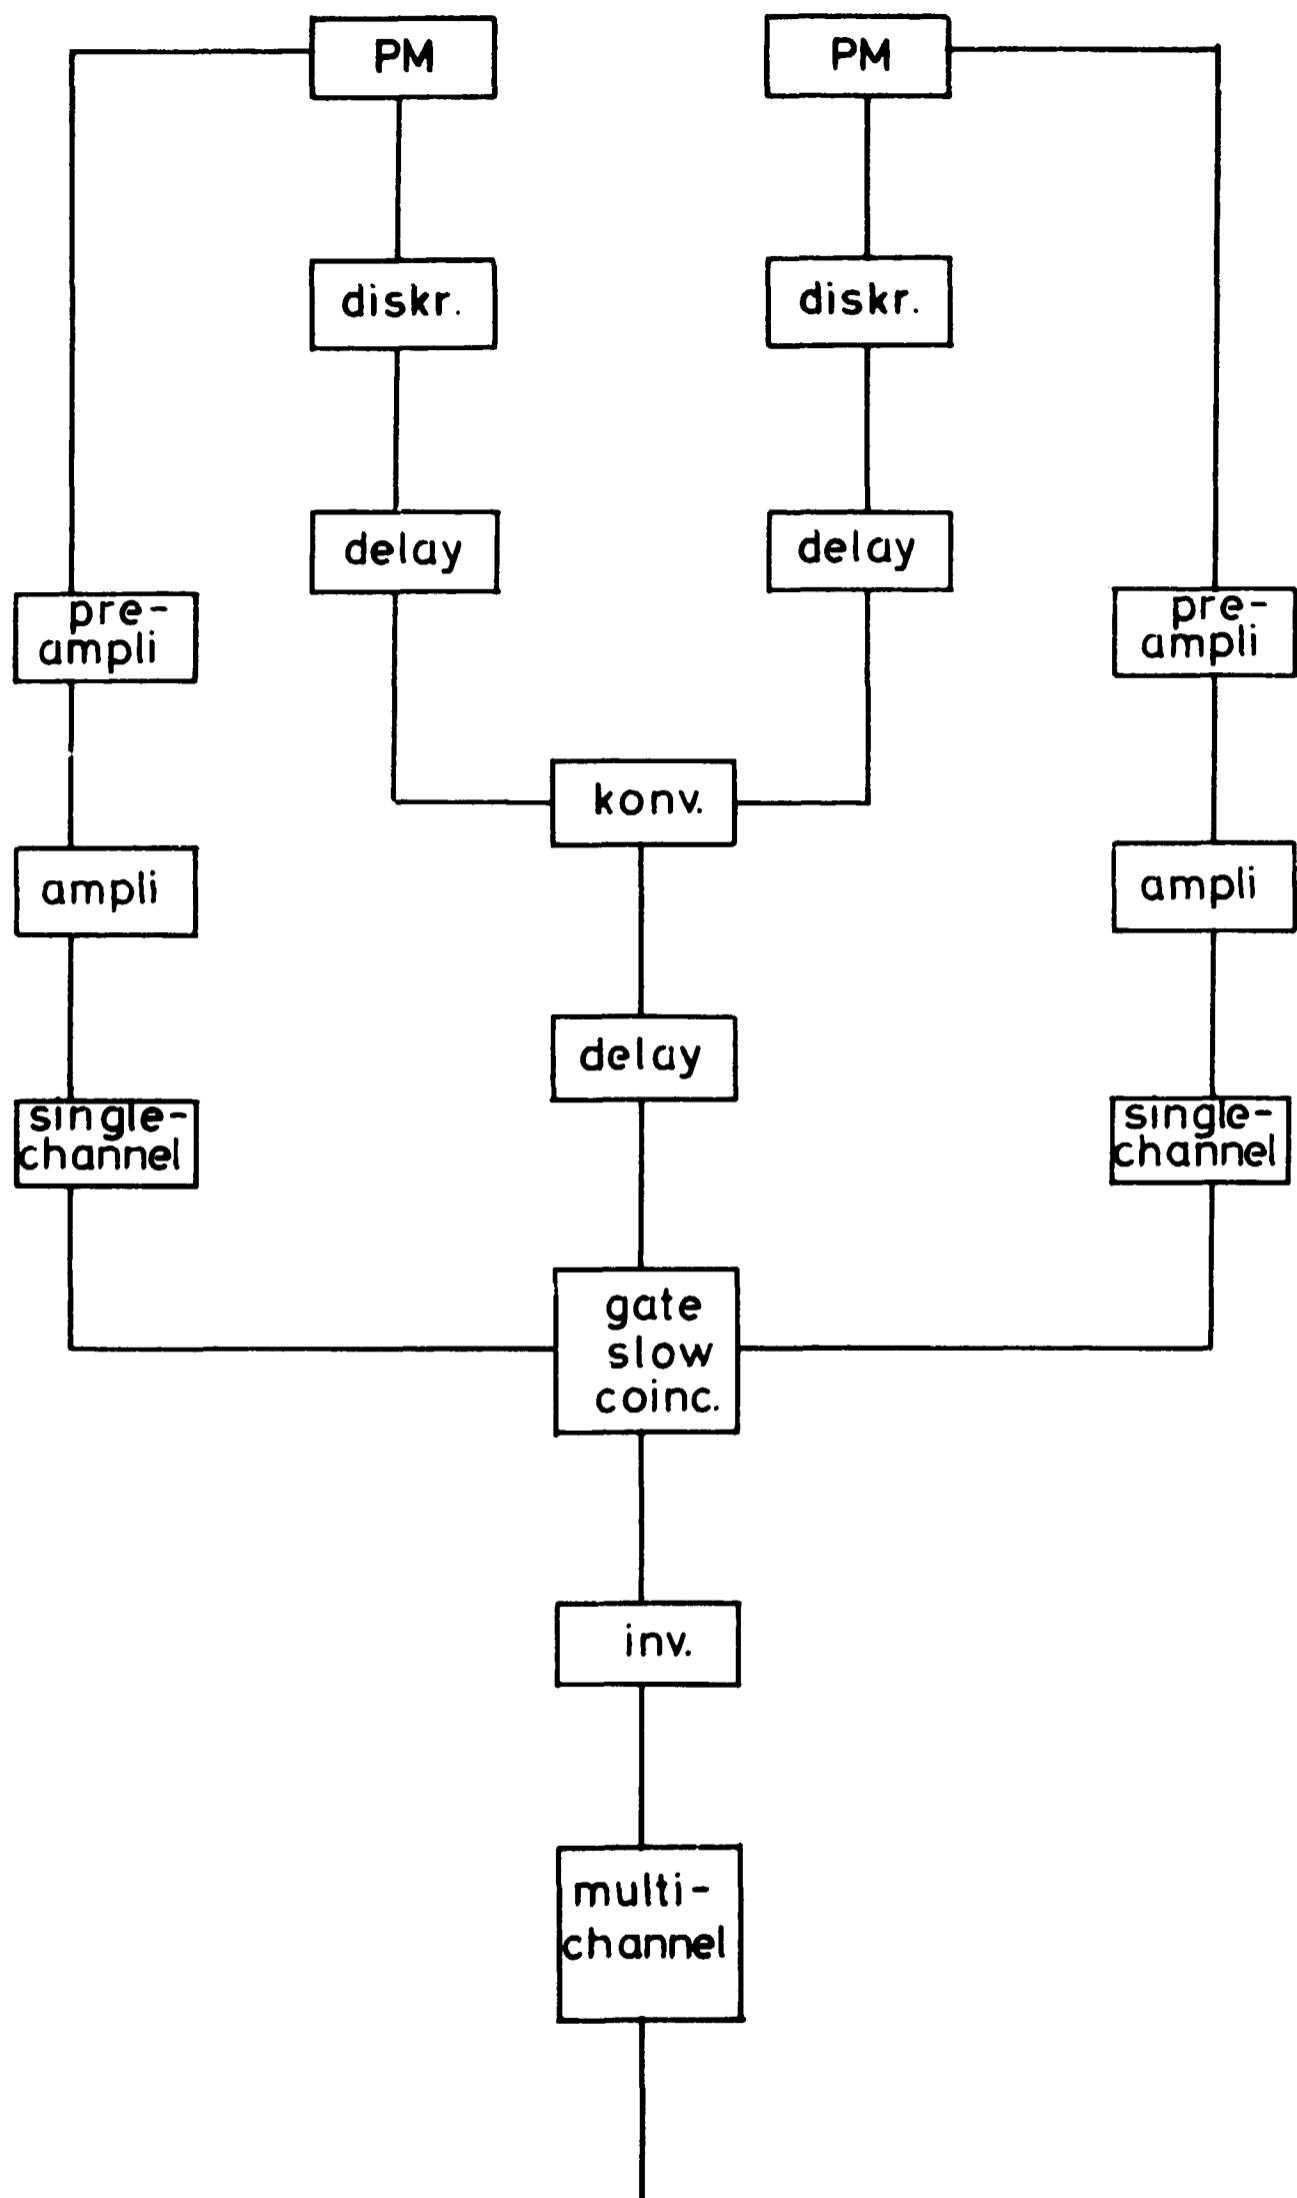 PM
PM
diskr.
diskr.
delay
delay
pre-
ampli
pre-
ampli
konv.
ampli
ampli
delay
single-
channel
single-
channel
gate
slow
coinc.
inv.
multi-
channel